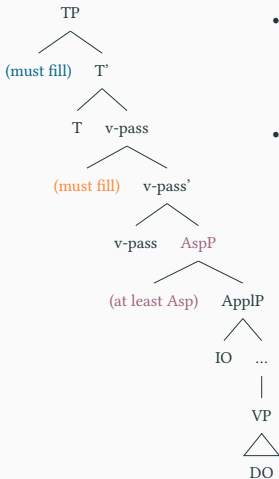 TP
(must fill) T’
T v-pass
(must fill) v-pass’
v-pass AspP
(at least Asp) ApplP
IO ...
VP
DO